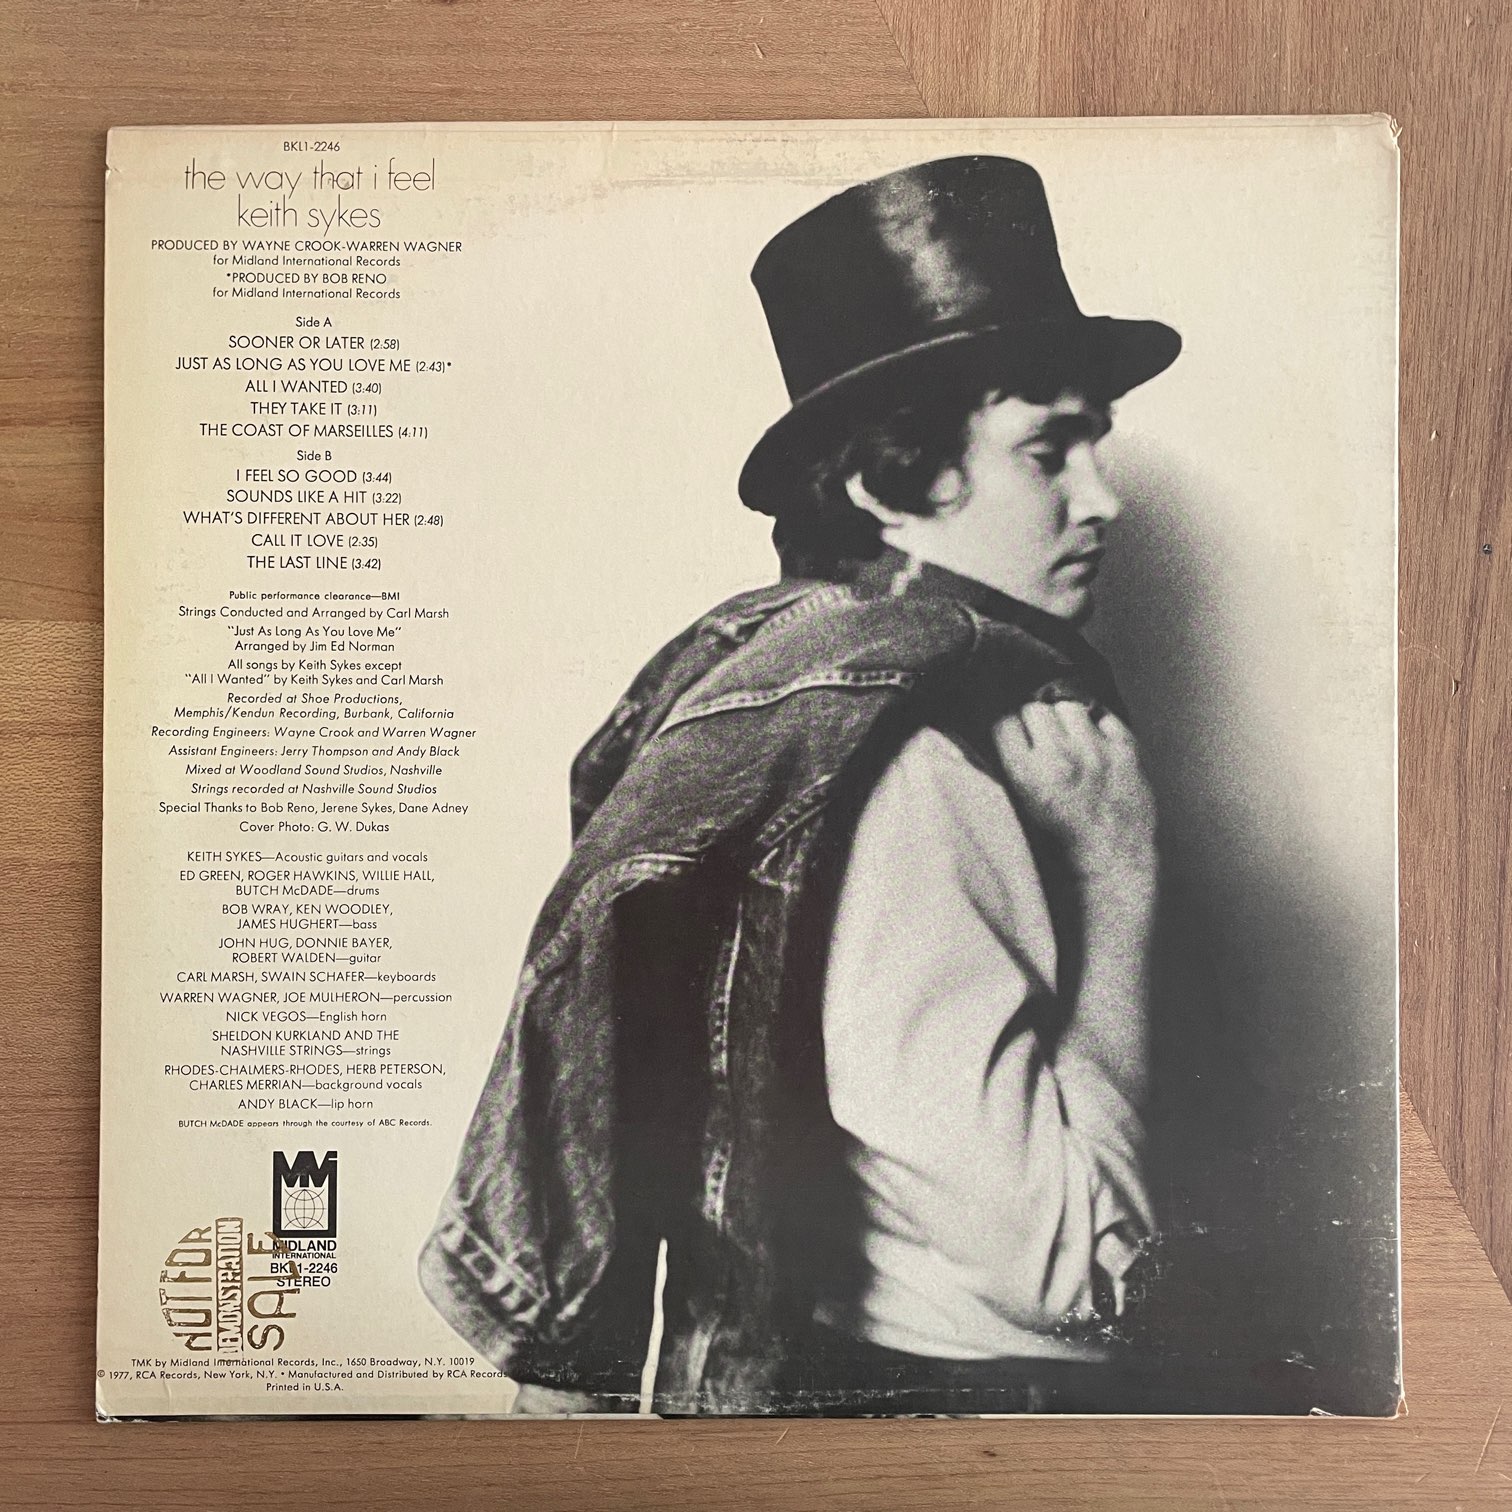 BKL1-2246
the way that i feel
keith sykes
PRODUCED BY WAYNE CROOK-WARREN WAGNER
for Midland International Records
*PRODUCED BY BOB RENO
for Midland International Records
Side A
SOONER OR LATER (2:58)
JUST AS LONG AS YOU LOVE ME (2:43)*
ALL I WANTED (3:40)
THEY TAKE IT (3:11)
THE COAST OF MARSEILLES (4:11)
Side B
I FEEL SO GOOD (3:44)
SOUNDS LIKE A HIT (3:22)
WHAT'S DIFFERENT ABOUT HER (2:48)
CALL IT LOVE (2:35)
THE LAST LINE (3:42)
Public performance clearance—BMI
Strings Conducted and Arranged by Carl Marsh
"Just As Long As You Love Me"
Arranged by Jim Ed Norman
All songs by Keith Sykes except
"All I Wanted" by Keith Sykes and Carl Marsh
Recorded at Shoe Productions,
Memphis/Kendun Recording, Burbank, California
Recording Engineers: Wayne Crook and Warren Wagner
Assistant Engineers: Jerry Thompson and Andy Black
Mixed at Woodland Sound Studios, Nashville
Strings recorded at Nashville Sound Studios
Special Thanks to Bob Reno, Jerene Sykes, Dane Adney
Cover Photo: G. W. Dukas
KEITH SYKES—Acoustic guitars and vocals
ED GREEN, ROGER HAWKINS, WILLIE HALL,
BUTCH McDADE—drums
BOB WRAY, KEN WOODLEY,
JAMES HUGHERT—bass
JOHN HUG, DONNIE BAYER,
ROBERT WALDEN—guitar
CARL MARSH, SWAIN SCHAFER—keyboards
WARREN WAGNER, JOE MULHERON—percussion
NICK VEGOS—English horn
SHELDON KURKLAND AND THE
NASHVILLE STRINGS—strings
RHODES-CHALMERS-RHODES, HERB PETERSON,
CHARLES MERRIAN—background vocals
ANDY BLACK—lip horn
BUTCH McDADE appears through the courtesy of ABC Records.
MIDLAND
INTERNATIONAL
BKL1-2246
STEREO
NOT FOR
DEMONSTRATION
SALE
TMK by Midland International Records, Inc., 1650 Broadway, N.Y. 10019
© 1977, RCA Records, New York, N.Y. • Manufactured and Distributed by RCA Records
Printed in U.S.A.